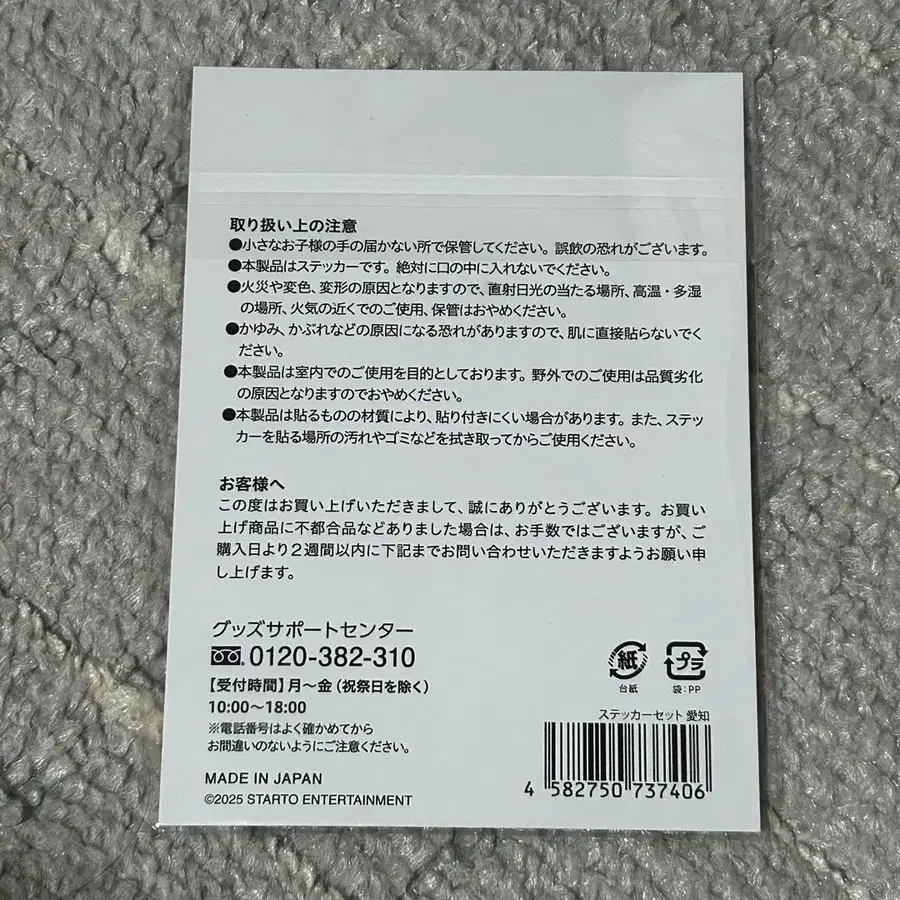 取り扱い上の注意
●小さなお子様の手の届かない所で保管してください。誤飲の恐れがございます。
●本製品はステッカーです。絶対に口の中に入れないでください。
●火災や変色、変形の原因となりますので、直射日光の当たる場所、高温・多湿
の場所、火気の近くでのご使用、保管はおやめください。
●かゆみ、かぶれなどの原因になる恐れがありますので、肌に直接貼らないでく
ださい。
●本製品は室内でのご使用を目的としております。野外でのご使用は品質劣化
の原因となりますのでおやめください。
●本製品は貼るものの材質により、貼り付きにくい場合があります。また、ステッ
カーを貼る場所の汚れやゴミなどを拭き取ってからご使用ください。
お客様へ
この度はお買い上げいただきまして、誠にありがとうございます。お買い
上げ商品に不都合品などありました場合は、お手数ではございますが、ご
購入日より2週間以内に下記までお問い合わせいただきますようお願い申
し上げます。
グッズサポートセンター
0120-382-310
【受付時間】月〜金（祝祭日を除く）
10:00〜18:00
※電話番号はよく確かめてから
お間違いのないようにご注意ください。
MADE IN JAPAN
©2025 STARTO ENTERTAINMENT
紙
台紙
プラ
袋:PP
ステッカーセット 愛知
4 582750 737406